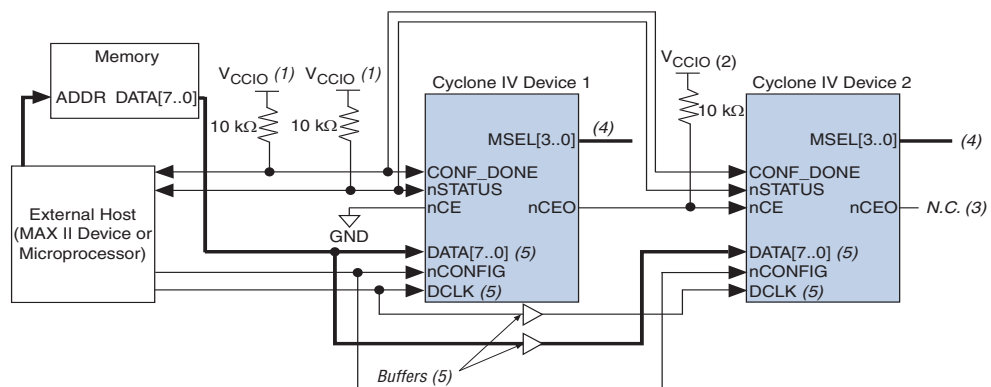 Memory
ADDR DATA[7..0]
VCCIO (1)
VCCIO (1)
10 kΩ
10 kΩ
Cyclone IV Device 1
MSEL[3..0]
(4)
CONF_DONE
nSTATUS
nCE
nCEO
DATA[7..0] (5)
nCONFIG
DCLK (5)
GND
VCCIO (2)
10 kΩ
Cyclone IV Device 2
MSEL[3..0]
(4)
CONF_DONE
nSTATUS
nCE
nCEO
N.C. (3)
DATA[7..0] (5)
nCONFIG
DCLK (5)
External Host
(MAX II Device or
Microprocessor)
Buffers (5)